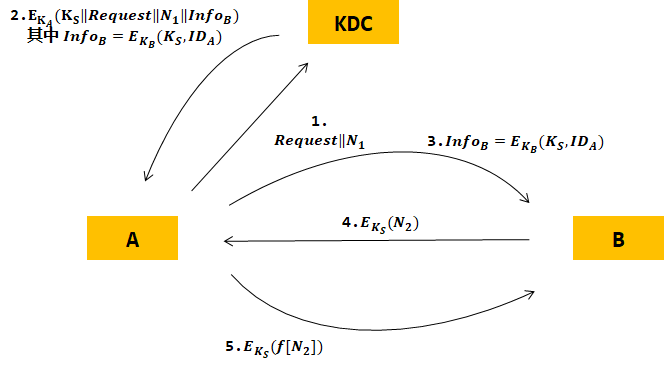 2.E_{K_A}(K_S||Request||N_1||Info_B)
其中 Info_B = E_{K_B}(K_S,ID_A)
KDC
1.
Request||N_1
3.Info_B = E_{K_B}(K_S,ID_A)
A
4.E_{K_S}(N_2)
B
5.E_{K_S}(f[N_2])